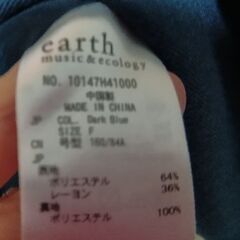 earth
music&ecology
NO. 10147H41000
中国製
MADE IN CHINA
JP COL. Dark Blue
SIZE F
CN 号型 160/84A
JP
表地
ポリエステル 64%
レーヨン 36%
裏地
ポリエステル 100%